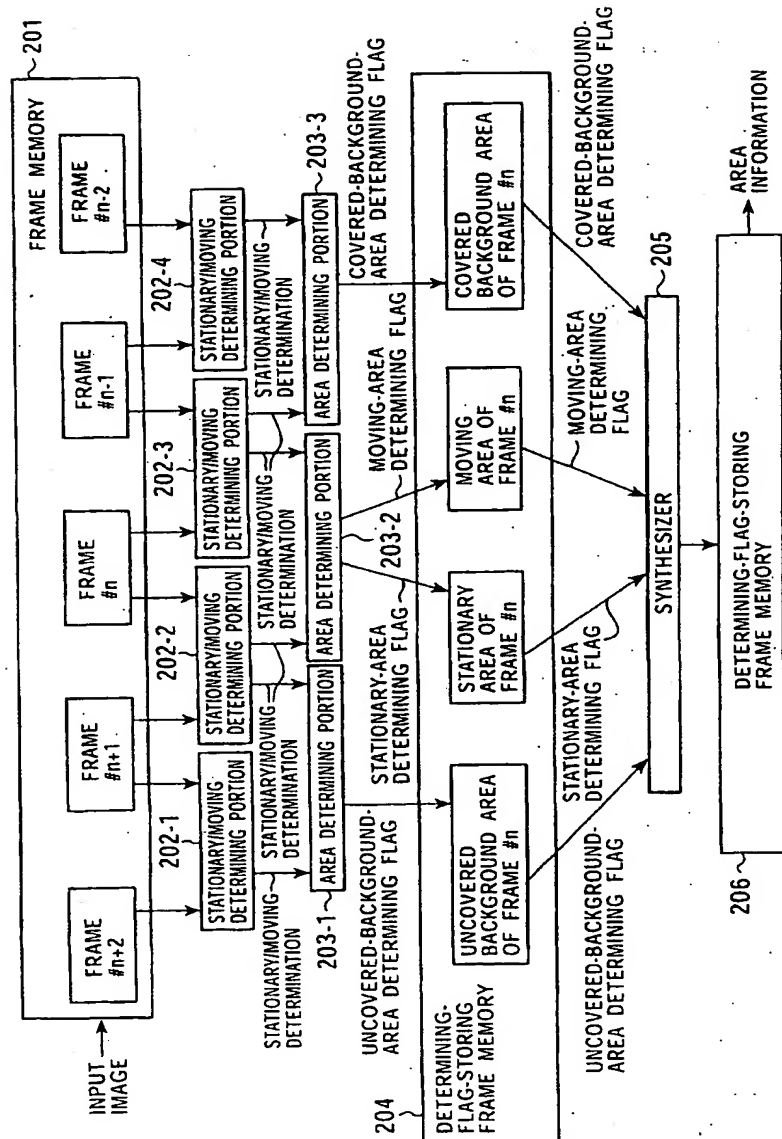 INPUT
IMAGE
201
FRAME MEMORY
FRAME
#n+2
FRAME
#n+1
FRAME
#n
FRAME
#n-1
FRAME
#n-2
202-1
202-2
202-3
202-4
STATIONARY/MOVING
DETERMINING PORTION
STATIONARY/MOVING
DETERMINING PORTION
STATIONARY/MOVING
DETERMINING PORTION
STATIONARY/MOVING
DETERMINING PORTION
STATIONARY/MOVING
DETERMINATION
STATIONARY/MOVING
DETERMINATION
STATIONARY/MOVING
DETERMINATION
STATIONARY/MOVING
DETERMINATION
203-1
AREA DETERMINING PORTION
AREA DETERMINING PORTION
203-2
AREA DETERMINING PORTION
203-3
UNCOVERED-BACKGROUND-
AREA DETERMINING FLAG
STATIONARY-AREA
DETERMINING FLAG
MOVING-AREA
DETERMINING FLAG
COVERED-BACKGROUND-
AREA DETERMINING FLAG
204
DETERMINING-
FLAG-STORING
FRAME MEMORY
UNCOVERED
BACKGROUND AREA
OF FRAME #n
STATIONARY
AREA OF
FRAME #n
MOVING
AREA OF
FRAME #n
COVERED
BACKGROUND AREA
OF FRAME #n
UNCOVERED-BACKGROUND-
AREA DETERMINING FLAG
STATIONARY-AREA
DETERMINING FLAG
MOVING-AREA
DETERMINING
FLAG
COVERED-BACKGROUND-
AREA DETERMINING FLAG
SYNTHESIZER
205
206
DETERMINING-FLAG-STORING
FRAME MEMORY
AREA
INFORMATION